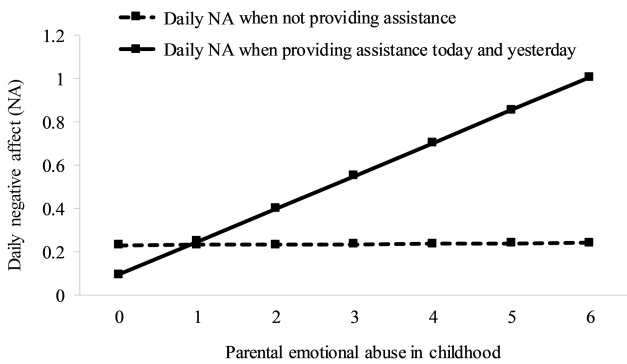 Daily NA when not providing assistance
Daily NA when providing assistance today and yesterday
1.2
1
0.8
0.6
0.4
0.2
0
Daily negative affect (NA)
0 1 2 3 4 5 6
Parental emotional abuse in childhood